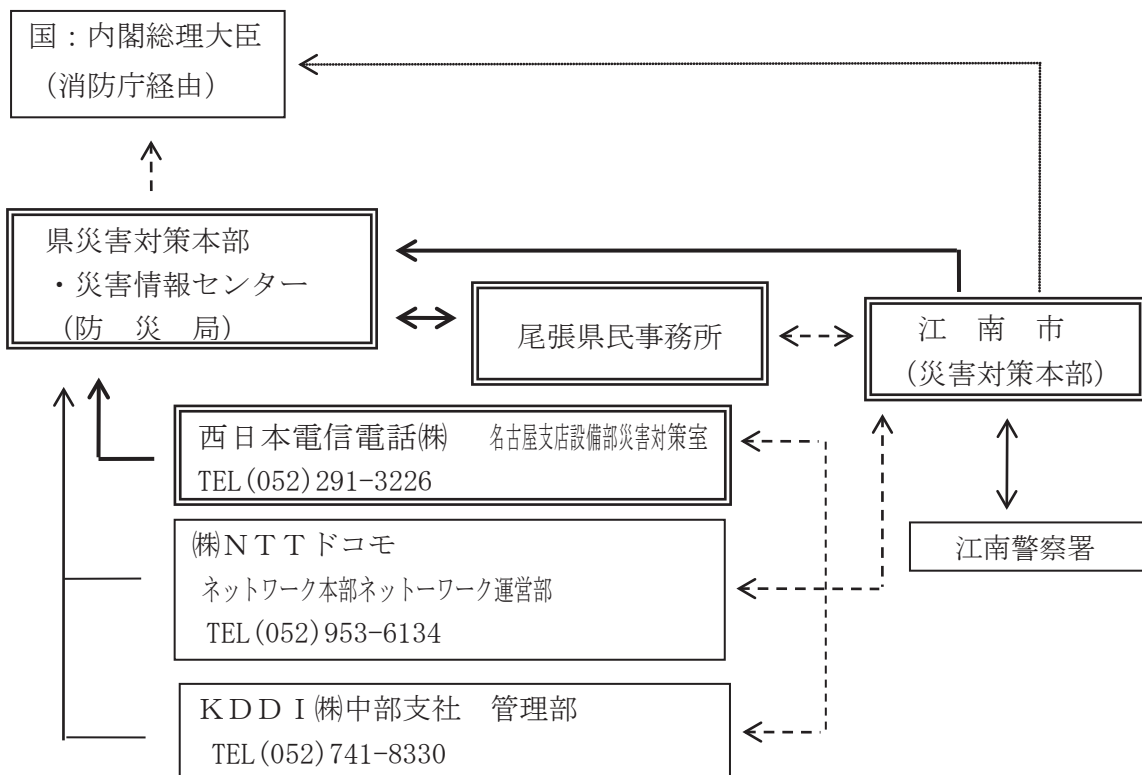 国：内閣総理大臣
（消防庁経由）
県災害対策本部
・災害情報センター
（防　災　局）
尾張県民事務所
江　南　市
（災害対策本部）
西日本電信電話㈱　名古屋支店設備部災害対策室
TEL(052)291-3226
㈱ＮＴＴドコモ
ネットワーク本部ネットーワーク運営部
TEL(052)953-6134
江南警察署
ＫＤＤＩ㈱中部支社　管理部
TEL(052)741-8330